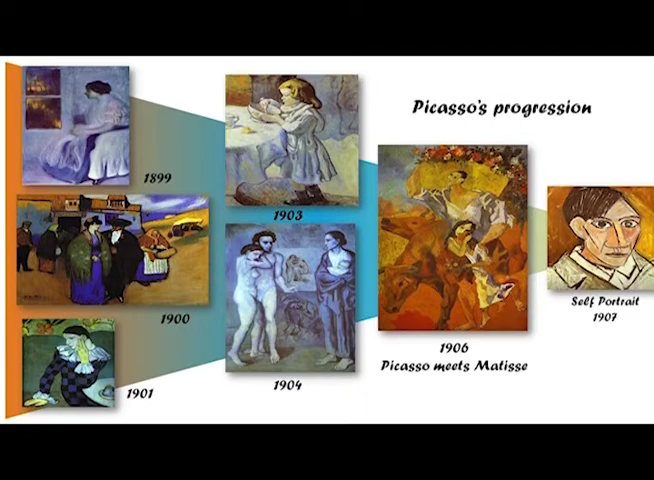 Picasso's progression
1899
1900
1901
1903
1904
1906
Picasso meets Matisse
Self Portrait
1907